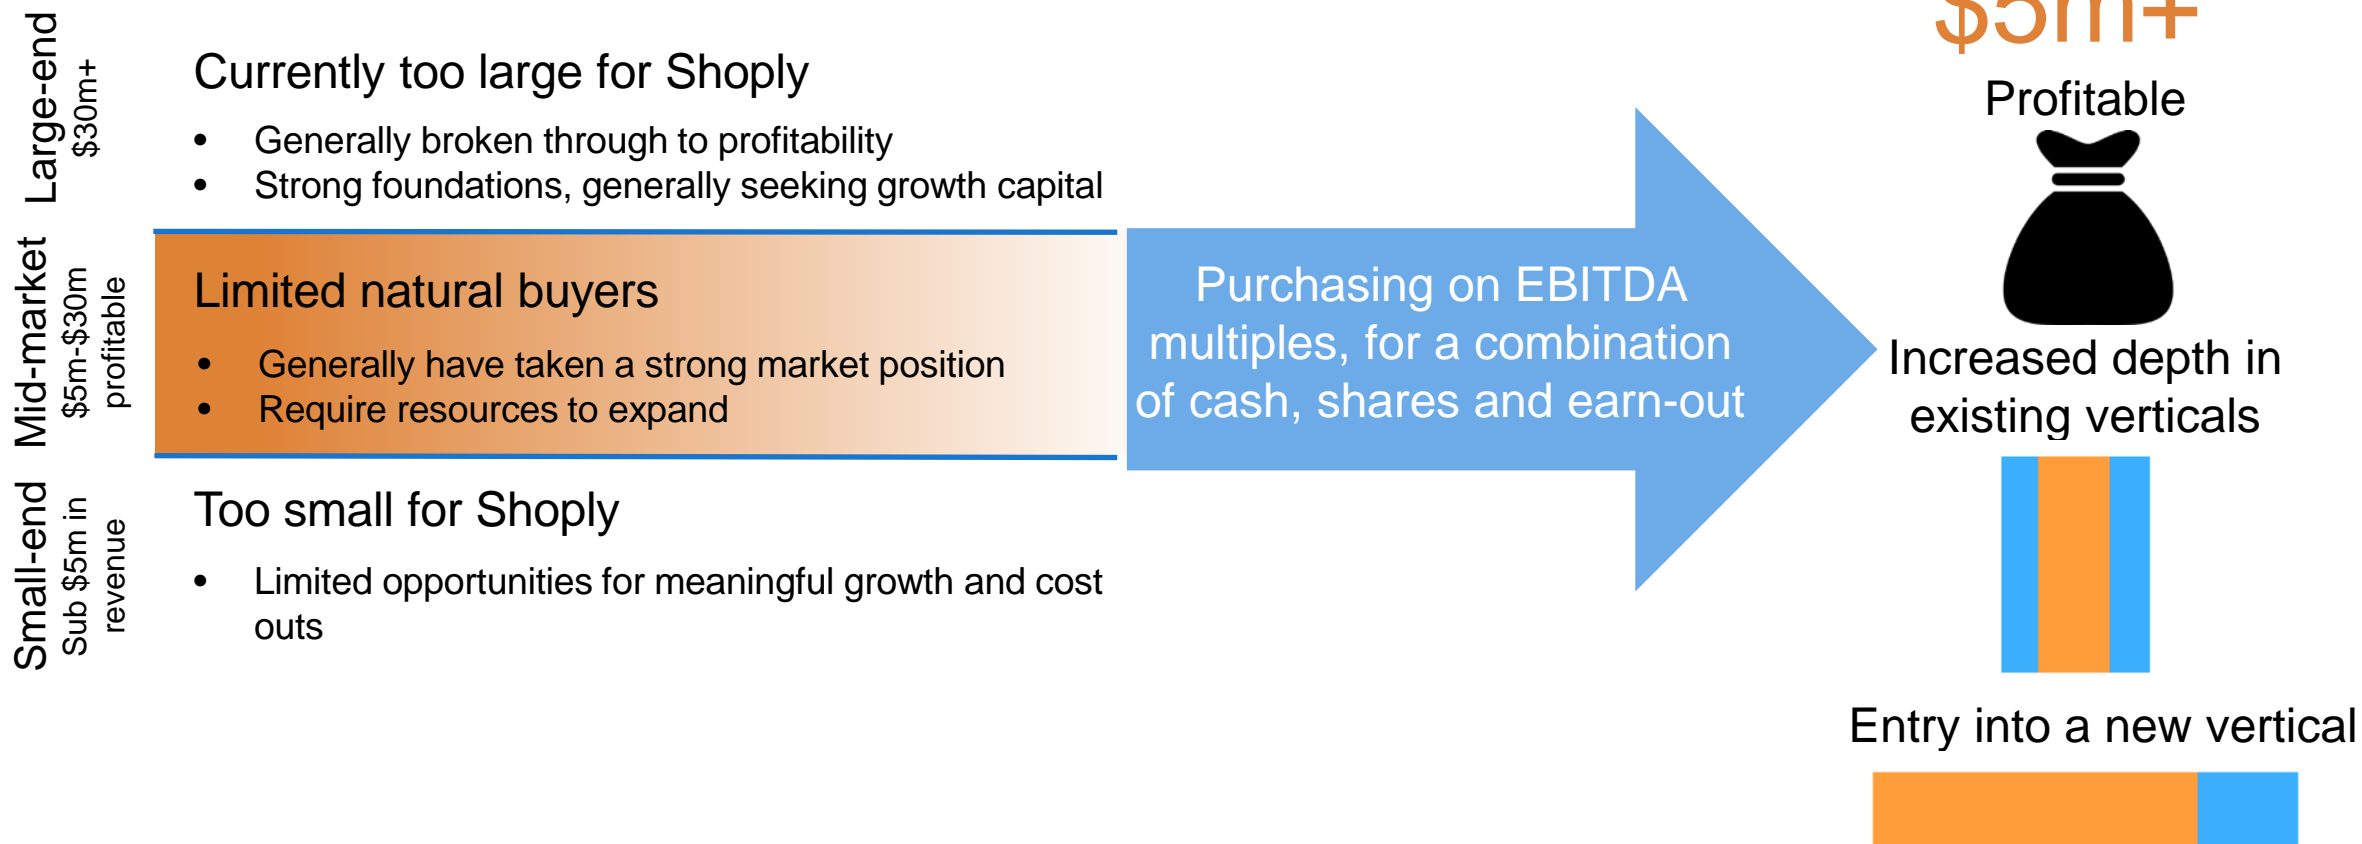 Large-end
$30m+
Currently too large for Shoply
• Generally broken through to profitability
• Strong foundations, generally seeking growth capital
Mid-market
$5m-$30m
profitable
Limited natural buyers
• Generally have taken a strong market position
• Require resources to expand
Small-end
Sub $5m in
revenue
Too small for Shoply
• Limited opportunities for meaningful growth and cost
outs
Purchasing on EBITDA
multiples, for a combination
of cash, shares and earn-out
$5m+
Profitable
Increased depth in
existing verticals
Entry into a new vertical